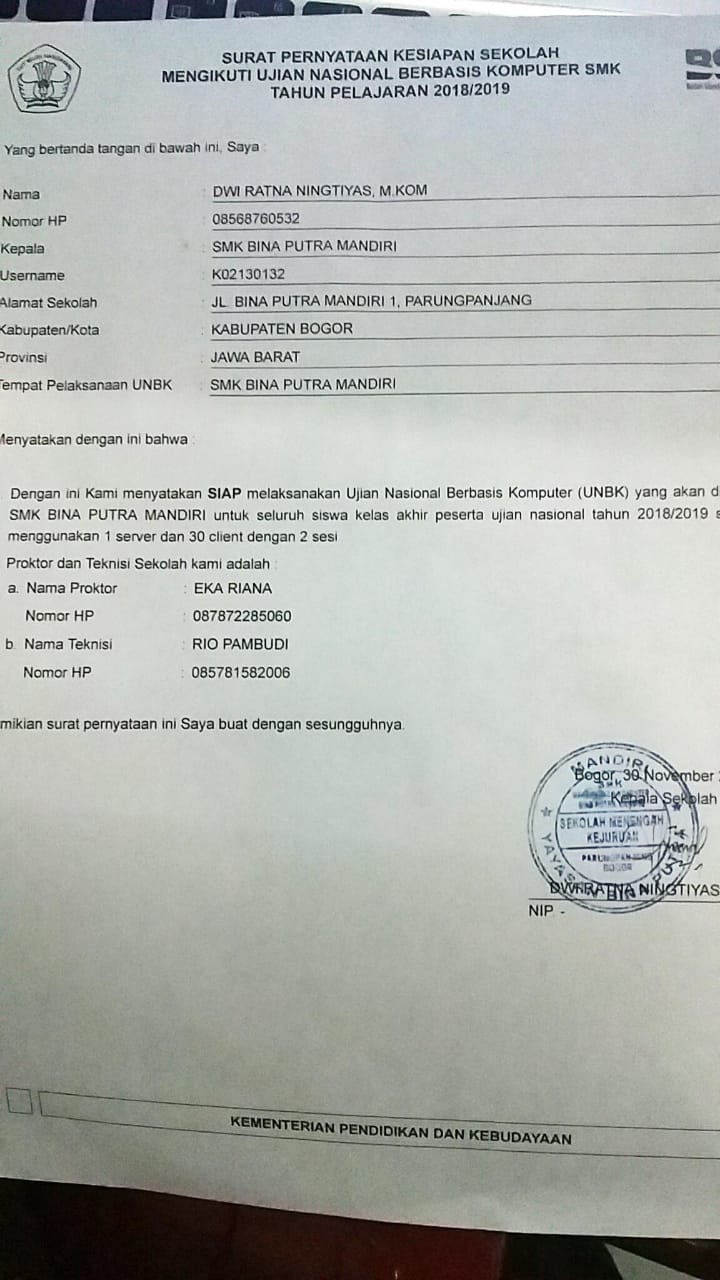 SURAT PERNYATAAN KESIAPAN SEKOLAH
MENGIKUTI UJIAN NASIONAL BERBASIS KOMPUTER SMK
TAHUN PELAJARAN 2018/2019
Yang bertanda tangan di bawah ini, Saya :
Nama : DWI RATNA NINGTIYAS, M.KOM
Nomor HP : 08568760532
Kepala : SMK BINA PUTRA MANDIRI
Username : K02130132
Alamat Sekolah : JL. BINA PUTRA MANDIRI 1, PARUNGPANJANG
Kabupaten/Kota : KABUPATEN BOGOR
Provinsi : JAWA BARAT
Tempat Pelaksanaan UNBK : SMK BINA PUTRA MANDIRI
Menyatakan dengan ini bahwa :
Dengan ini Kami menyatakan SIAP melaksanakan Ujian Nasional Berbasis Komputer (UNBK) yang akan d
SMK BINA PUTRA MANDIRI untuk seluruh siswa kelas akhir peserta ujian nasional tahun 2018/2019 s
menggunakan 1 server dan 30 client dengan 2 sesi
Proktor dan Teknisi Sekolah kami adalah :
a. Nama Proktor : EKA RIANA
Nomor HP : 087872285060
b. Nama Teknisi : RIO PAMBUDI
Nomor HP : 085781582006
mikian surat pernyataan ini Saya buat dengan sesungguhnya.
Bogor, 30 November
Kepala Sekolah
MANDIRI
SMK
SEKOLAH MENENGAH
KEJURUAN
BOGOR
DWI RATNA NINGTIYAS
NIP. -
KEMENTERIAN PENDIDIKAN DAN KEBUDAYAAN